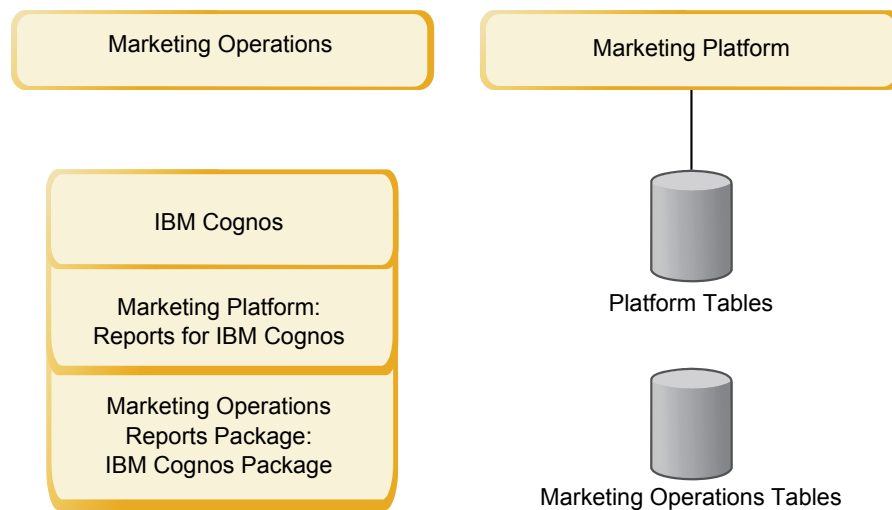 Marketing Operations
Marketing Platform
IBM Cognos
Marketing Platform:
Reports for IBM Cognos
Marketing Operations
Reports Package:
IBM Cognos Package
Platform Tables
Marketing Operations Tables